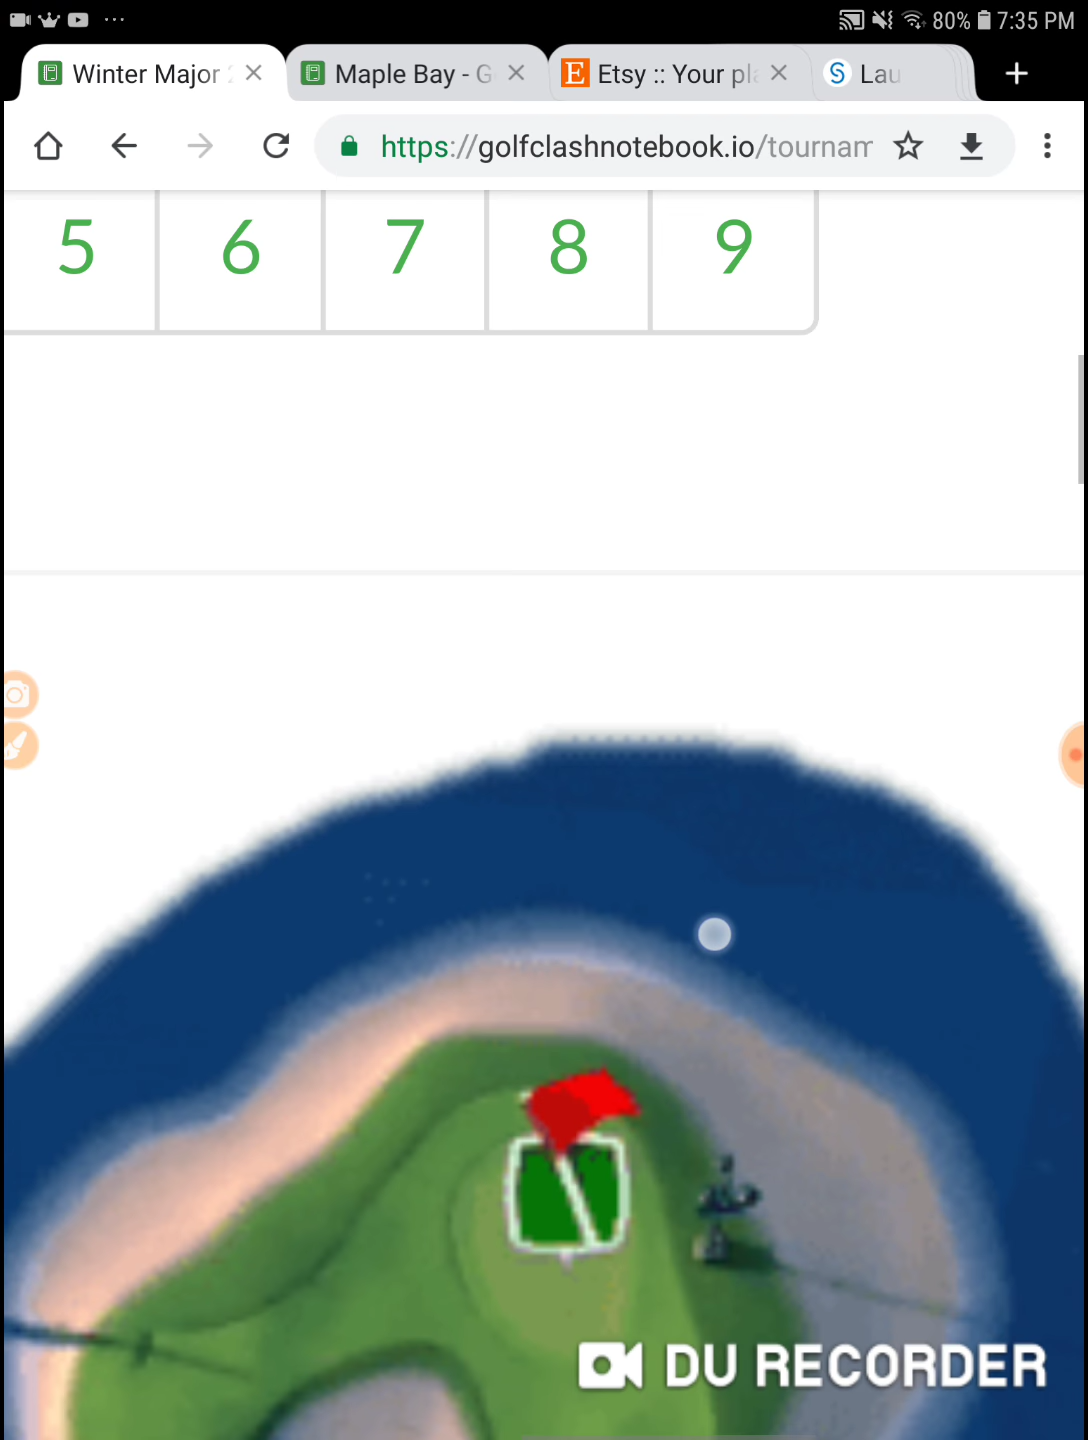 80% 7:35 PM
Winter Major
Maple Bay - G
E Etsy :: Your pla
S Lau
https://golfclashnotebook.io/tournam
5 6 7 8 9
DU RECORDER